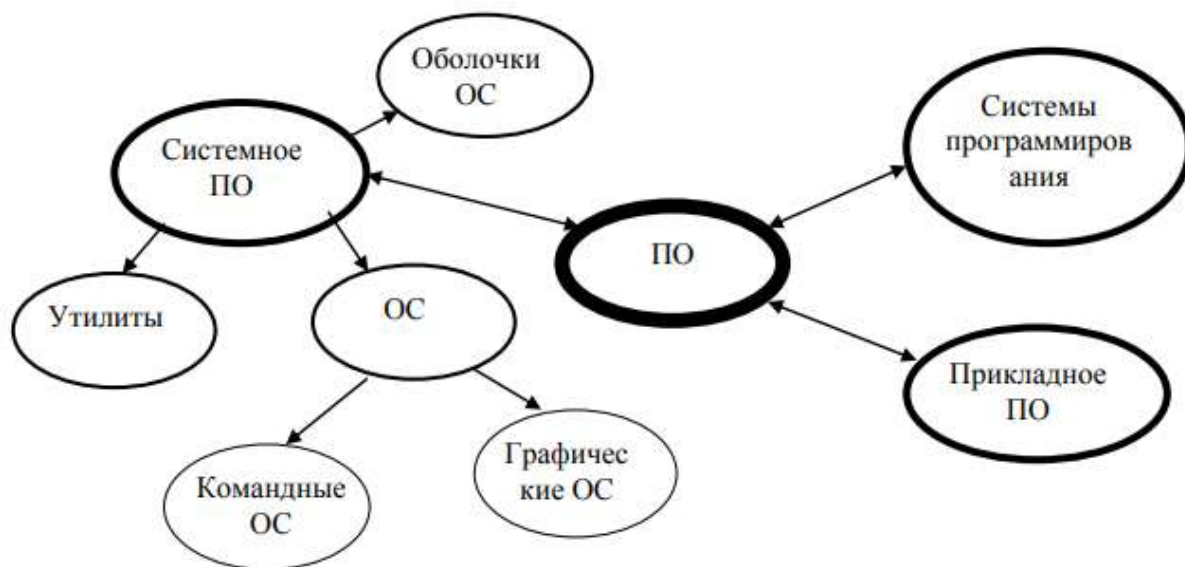 Оболочки
ОС
Системы
программиров
ания
Системное
ПО
ПО
Утилиты
ОС
Прикладное
ПО
Графичес
кие ОС
Командные
ОС